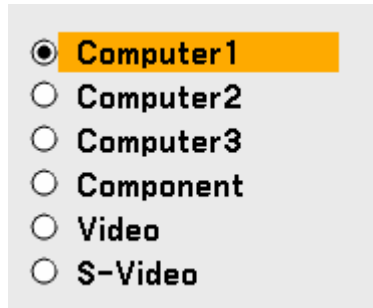 Computer1
Computer2
Computer3
Component
Video
S-Video